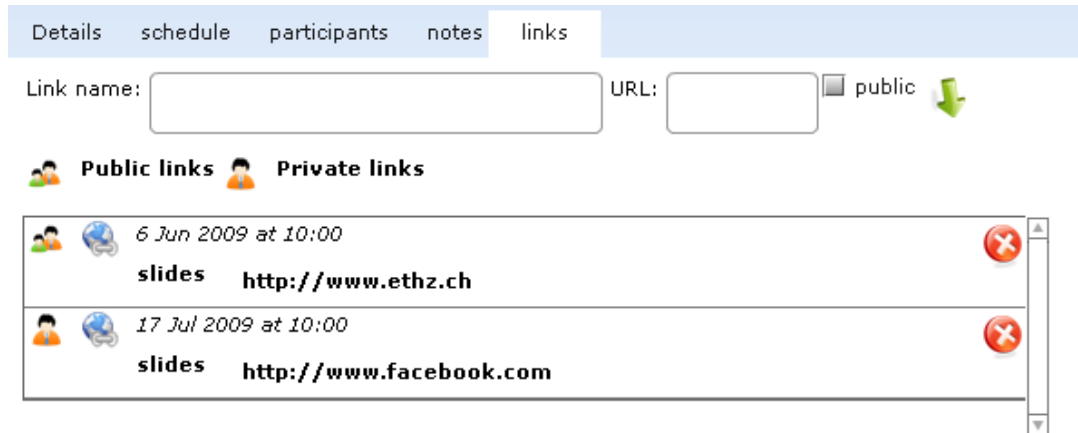 Details schedule participants notes links
Link name: URL: public
Public links Private links
6 Jun 2009 at 10:00
slides http://www.ethz.ch
17 Jul 2009 at 10:00
slides http://www.facebook.com